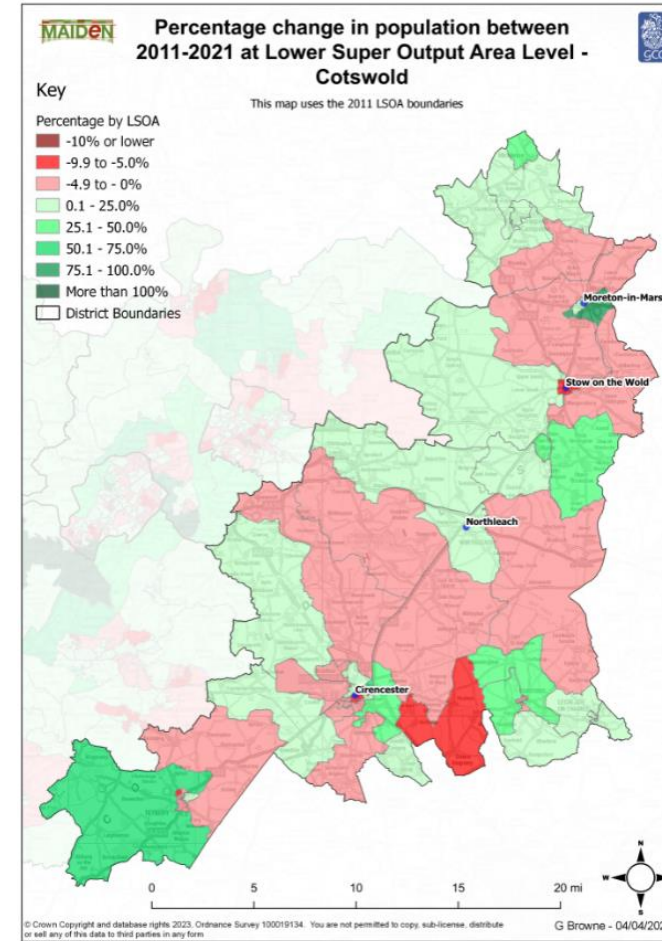 MAIDEN
Percentage change in population between
2011-2021 at Lower Super Output Area Level -
Cotswold
This map uses the 2011 LSOA boundaries
Key
Percentage by LSOA
-10% or lower
-9.9 to -5.0%
-4.9 to - 0%
0.1 - 25.0%
25.1 - 50.0%
50.1 - 75.0%
75.1 - 100.0%
More than 100%
District Boundaries
Moreton-in-Mars
Stow on the Wold
Northleach
Cirencester
N
W
S
0 5 10 15 20 mi
© Crown Copyright and database rights 2023. Ordnance Survey 100019134. You are not permitted to copy, sub-license, distribute
or sell any of this data to third parties in any form
G Browne - 04/04/202